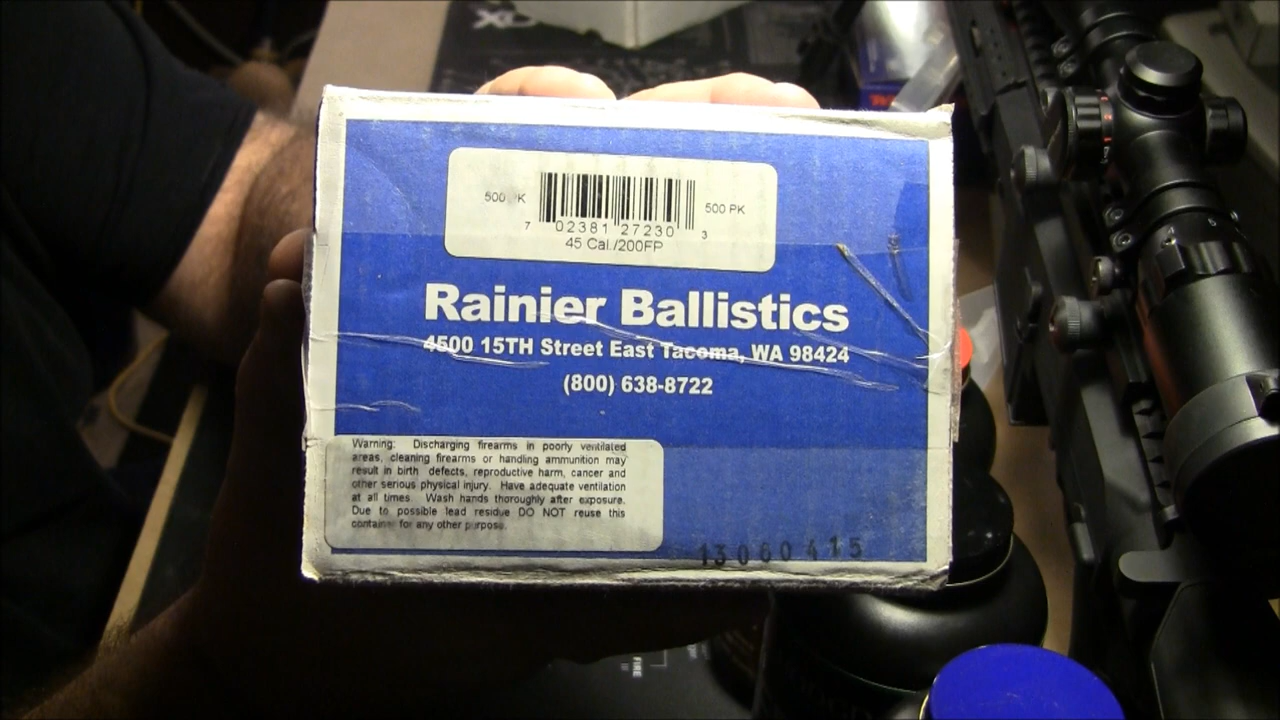 XD
500 PK
500 PK
7 02381 27230 3
45 Cal./200FP
Rainier Ballistics
4500 15TH Street East Tacoma, WA 98424
(800) 638-8722
Warning: Discharging firearms in poorly ventilated
areas, cleaning firearms or handling ammunition may
result in birth defects, reproductive harm, cancer and
other serious physical injury. Have adequate ventilation
at all times. Wash hands thoroughly after exposure.
Due to possible lead residue DO NOT reuse this
container for any other purpose.
13060415
FIRE